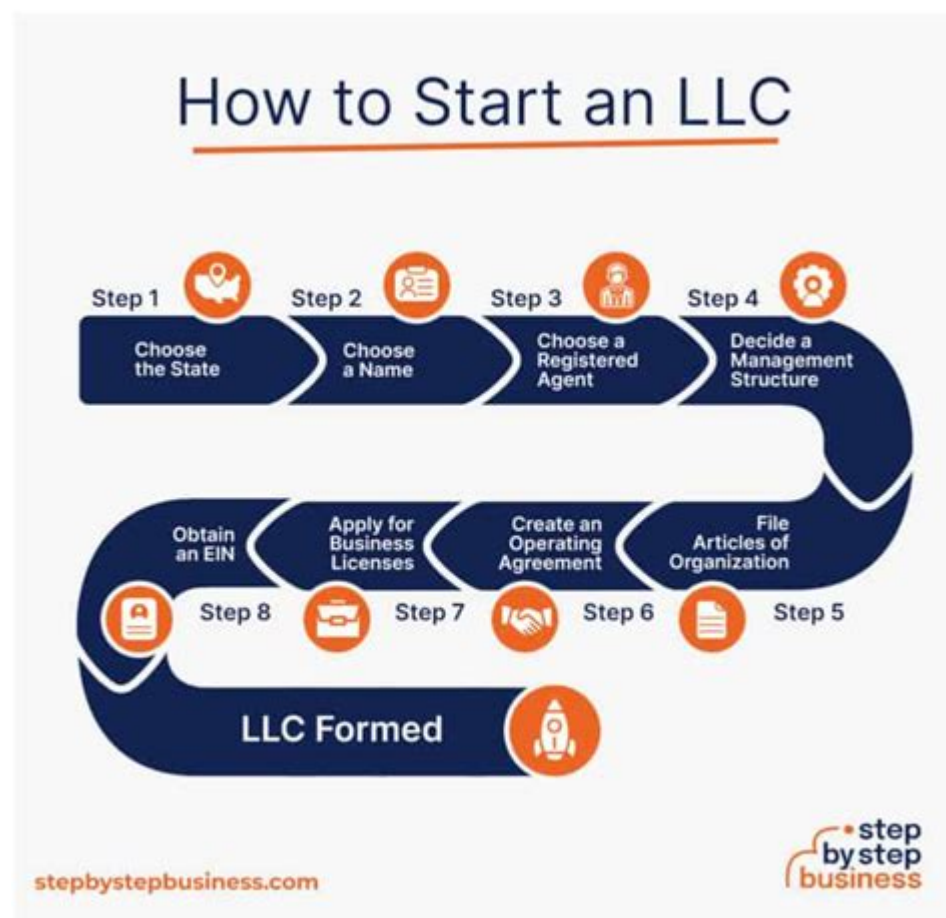 How to Start an LLC
Step 1
Choose
the State
Step 2
Choose
a Name
Step 3
Choose a
Registered
Agent
Step 4
Decide a
Management
Structure
File
Articles of
Organization
Step 5
Create an
Operating
Agreement
Step 6
Apply for
Business
Licenses
Step 7
Obtain
an EIN
Step 8
LLC Formed
stepbystepbusiness.com
step
by step
business